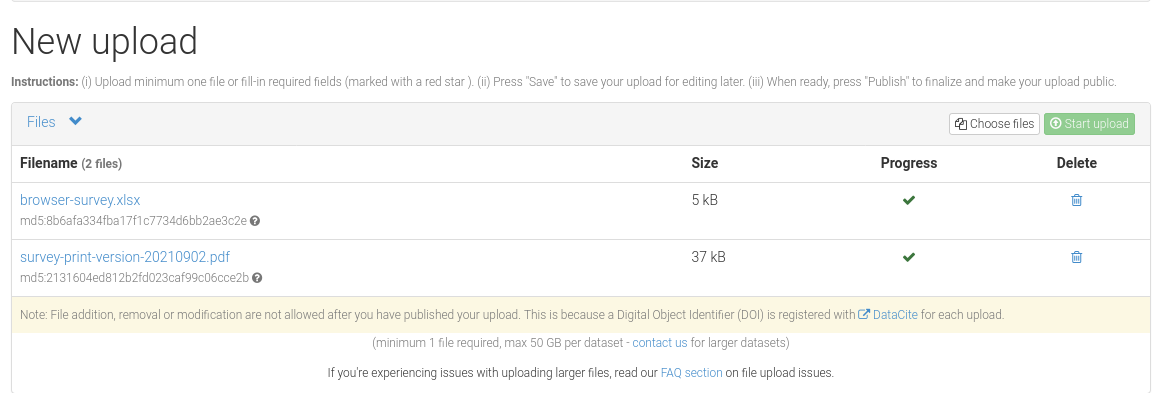 New upload
Instructions: (i) Upload minimum one file or fill-in required fields (marked with a red star ). (ii) Press "Save" to save your upload for editing later. (iii) When ready, press "Publish" to finalize and make your upload public.
Files Choose files Start upload
Filename (2 files) Size Progress Delete
browser-survey.xlsx 5 kB
md5:8b6afa334fba17f1c7734d6bb2ae3c2e
survey-print-version-20210902.pdf 37 kB
md5:2131604ed812b2fd023caf99c06cce2b
Note: File addition, removal or modification are not allowed after you have published your upload. This is because a Digital Object Identifier (DOI) is registered with DataCite for each upload.
(minimum 1 file required, max 50 GB per dataset - contact us for larger datasets)
If you're experiencing issues with uploading larger files, read our FAQ section on file upload issues.